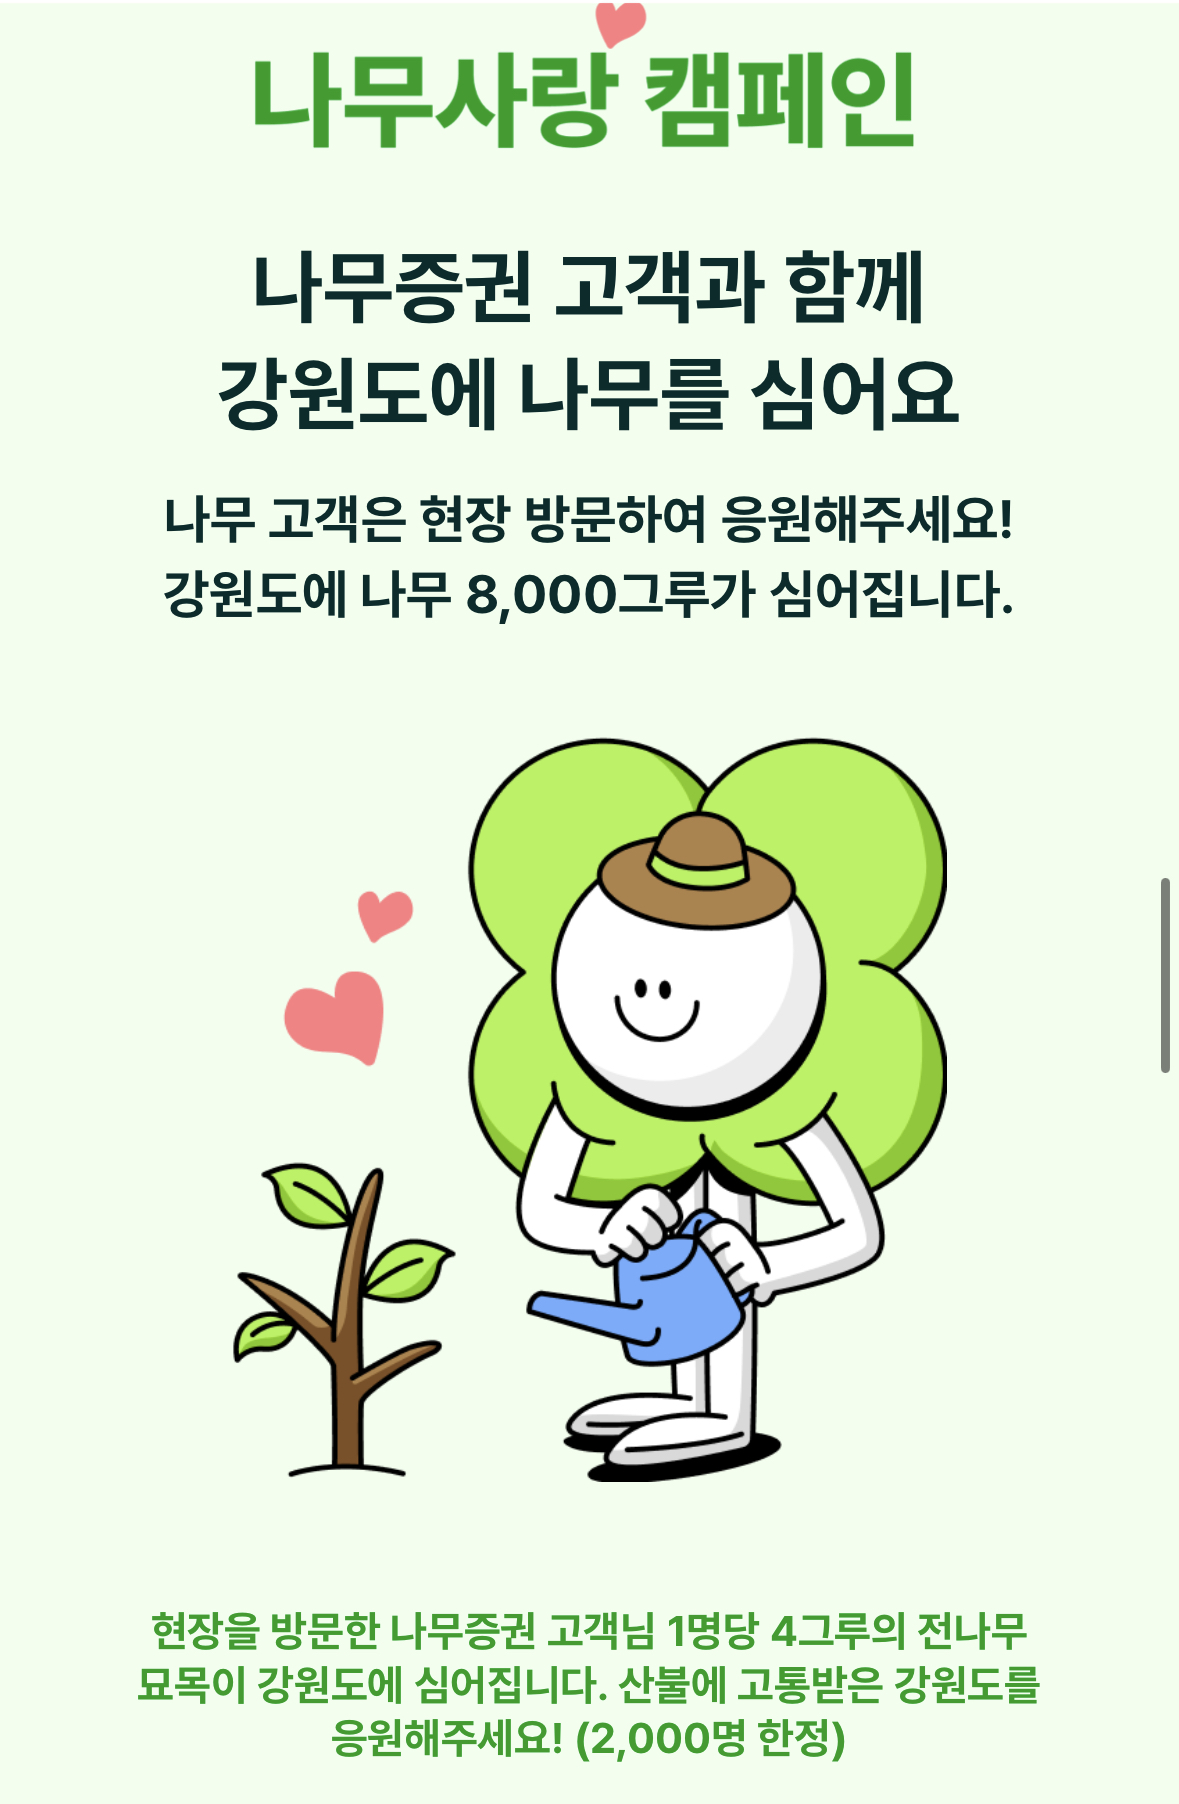 나무사랑 캠페인
나무증권 고객과 함께
강원도에 나무를 심어요
나무 고객은 현장 방문하여 응원해주세요!
강원도에 나무 8,000그루가 심어집니다.
현장을 방문한 나무증권 고객님 1명당 4그루의 전나무
묘목이 강원도에 심어집니다. 산불에 고통받은 강원도를
응원해주세요! (2,000명 한정)